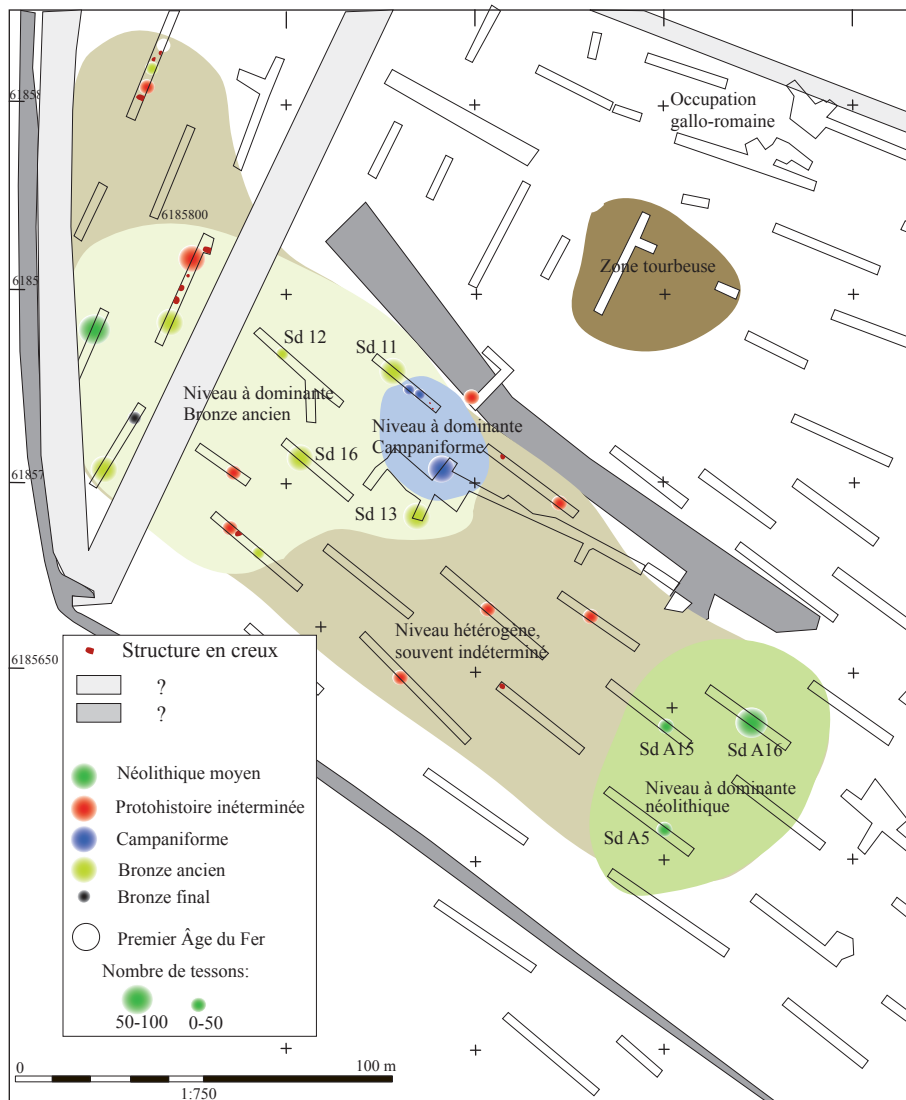 61858
Occupation
gallo-romaine
6185800
6185
Zone tourbeuse
Sd 12
Sd 11
Niveau à dominante
Bronze ancien
Niveau à dominante
Campaniforme
Sd 16
61857
Sd 13
Niveau hétérogène,
souvent indéterminé
6185650
Structure en creux
?
?
Sd A15
Sd A16
Néolithique moyen
Niveau à dominante
néolithique
Protohistoire inéterminée
Sd A5
Campaniforme
Bronze ancien
Bronze final
Premier Âge du Fer
Nombre de tessons:
50-100
0-50
0
100 m
1:750